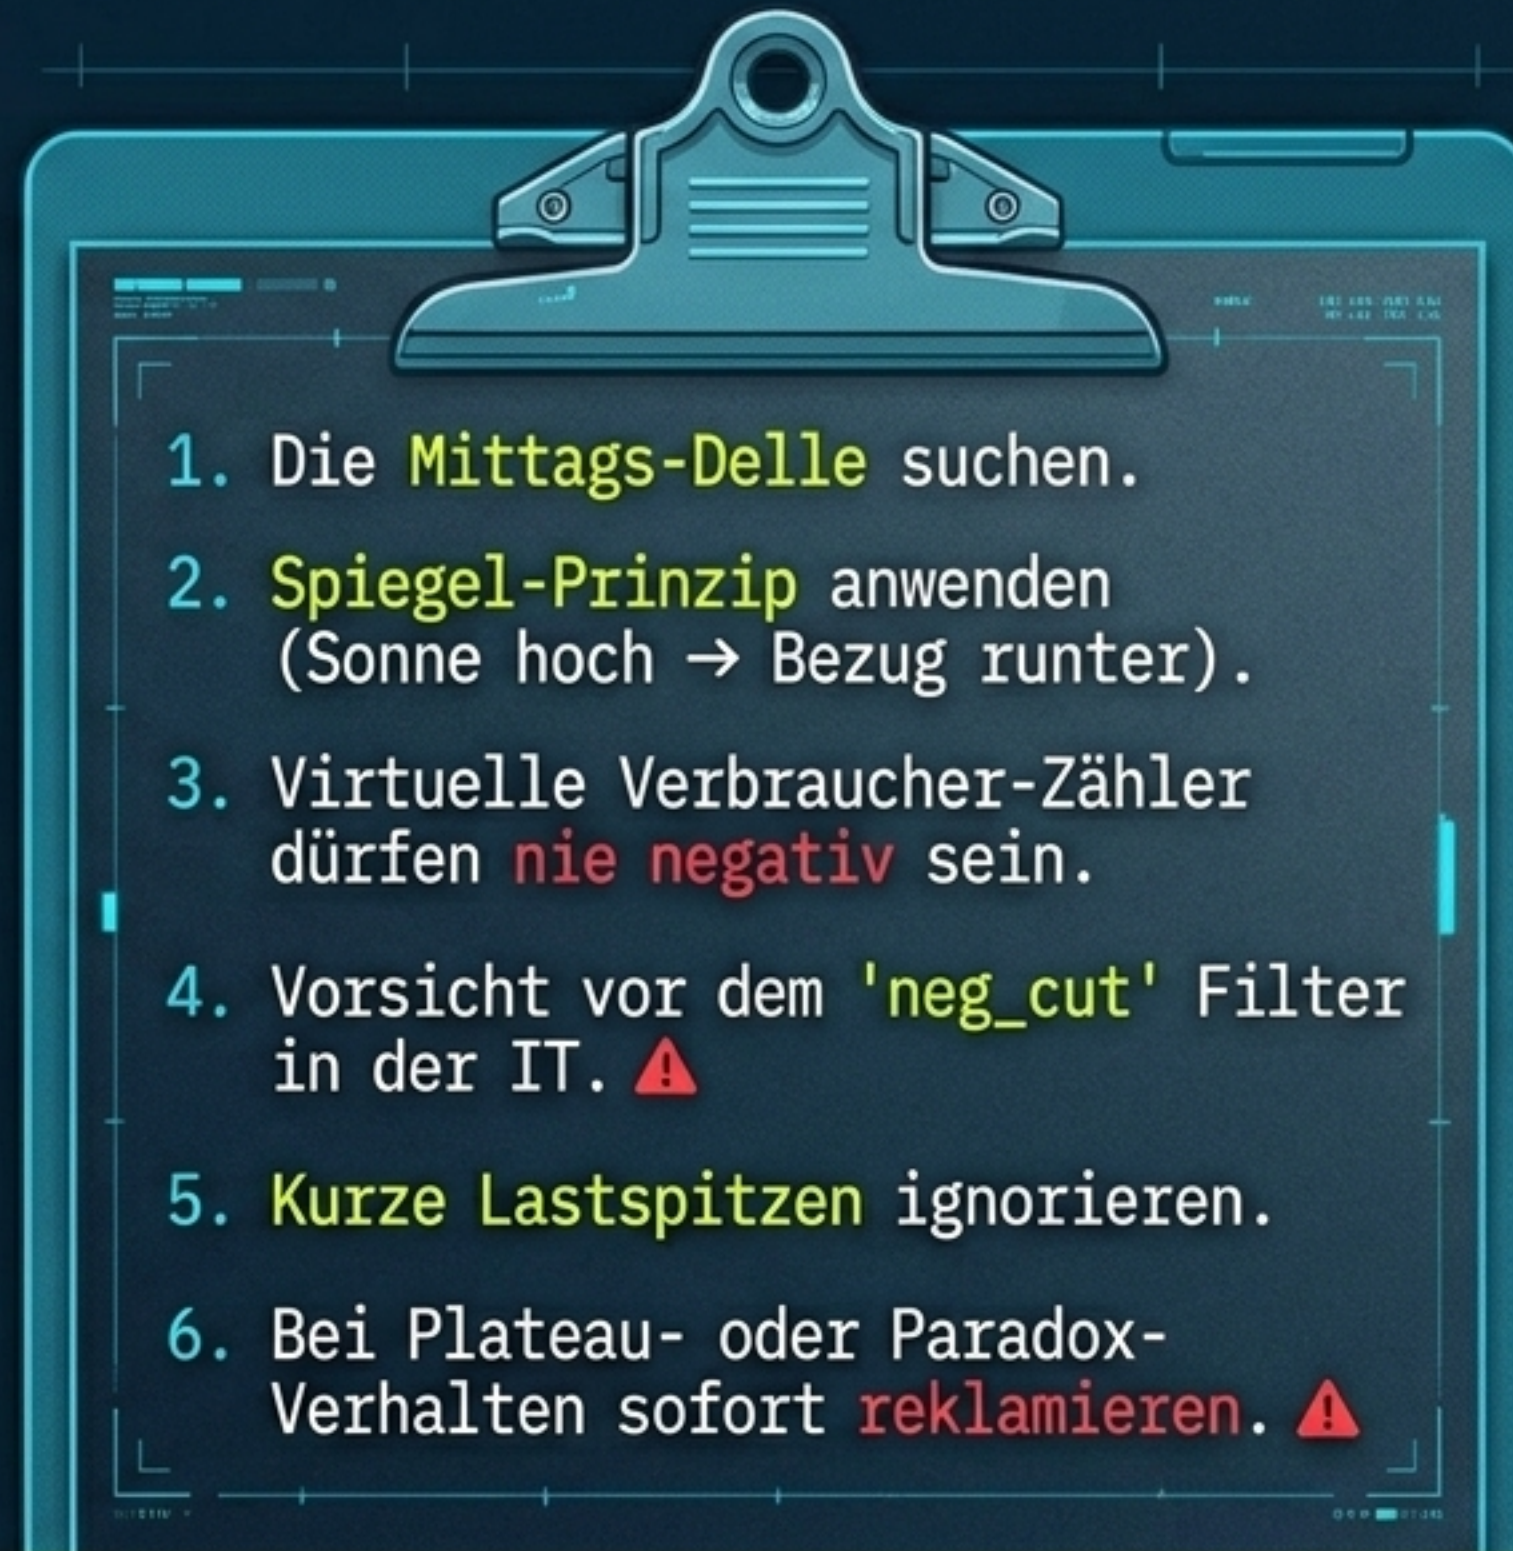 1. Die Mittags-Delle suchen.
2. Spiegel-Prinzip anwenden
(Sonne hoch → Bezug runter).
3. Virtuelle Verbraucher-Zähler
dürfen nie negativ sein.
4. Vorsicht vor dem 'neg_cut' Filter
in der IT.
5. Kurze Lastspitzen ignorieren.
6. Bei Plateau- oder Paradox-
Verhalten sofort reklamieren.